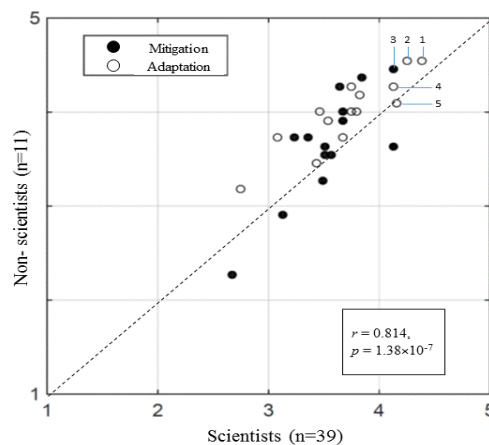 5
3 2 1
Mitigation
Adaptation
4
5
Non- scientists (n=11)
r = 0.814,
p = 1.38×10⁻⁷
1
1 2 3 4 5
Scientists (n=39)